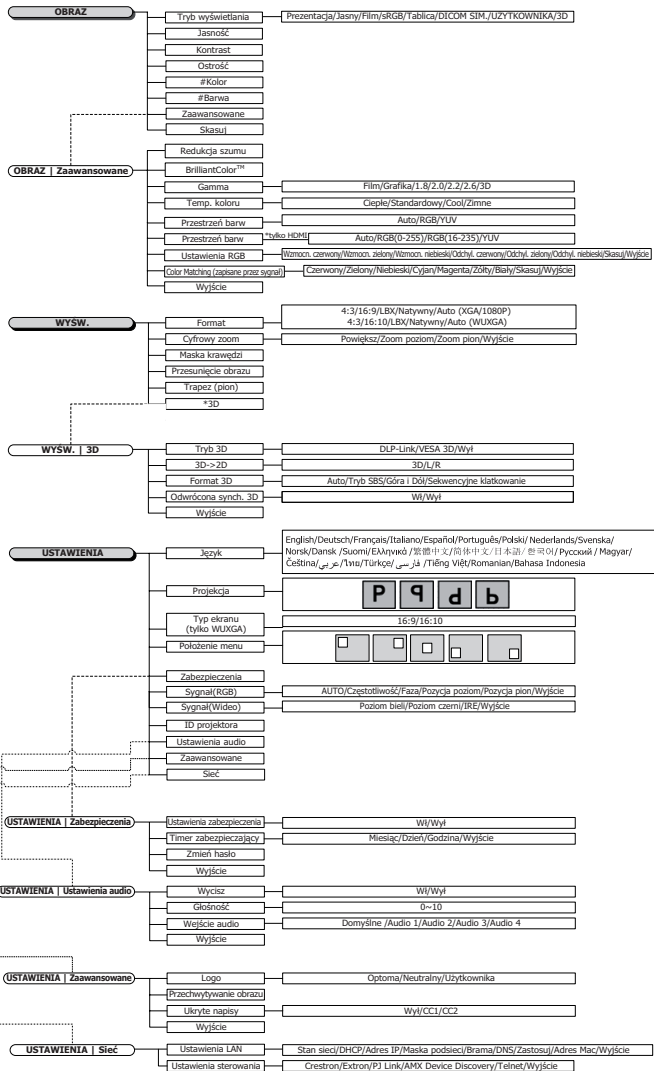 OBRAZ
Tryb wyświetlania Prezentacja/Jasny/Film/sRGB/Tablica/DICOM SIM./UŻYTKOWNIKA/3D
Jasność
Kontrast
Ostrość
#Kolor
#Barwa
Zaawansowane
Skasuj
OBRAZ | Zaawansowane
Redukcja szumu
BrilliantColor™
Gamma Film/Grafika/1.8/2.0/2.2/2.6/3D
Temp. koloru Ciepłe/Standardowy/Cool/Zimne
Przestrzeń barw Auto/RGB/YUV
Przestrzeń barw *tylko HDMI Auto/RGB(0-255)/RGB(16-235)/YUV
Ustawienia RGB Wzmocn. czerwony/Wzmocn. zielony/Wzmocn. niebieski/Odchyl. czerwony/Odchyl. zielony/Odchyl. niebieski/Skasuj/Wyjście
Color Matching (zapisane przez sygnał) Czerwony/Zielony/Niebieski/Cyjan/Magenta/Żółty/Biały/Skasuj/Wyjście
Wyjście
WYŚW.
Format 4:3/16:9/LBX/Natywny/Auto (XGA/1080P)
4:3/16:10/LBX/Natywny/Auto (WUXGA)
Cyfrowy zoom Powiększ/Zoom poziom/Zoom pion/Wyjście
Maska krawędzi
Przesunięcie obrazu
Trapez (pion)
*3D
WYŚW. | 3D
Tryb 3D DLP-Link/VESA 3D/Wył
3D->2D 3D/L/R
Format 3D Auto/Tryb SBS/Góra i Dół/Sekwencyjne klatkowanie
Odwrócona synch. 3D Wł/Wył
Wyjście
USTAWIENIA
Język English/Deutsch/Français/Italiano/Español/Português/Polski/ Nederlands/Svenska/
Norsk/Dansk /Suomi/Ελληνικά /繁體中文/简体中文/日本語/ 한국어/ Русский / Magyar/
Čeština/عربي/ไทย/Türkçe/ فارسی /Tiếng Việt/Romanian/Bahasa Indonesia
Projekcja P P P P
Typ ekranu
(tylko WUXGA) 16:9/16:10
Położenie menu
Zabezpieczenia
Sygnał(RGB) AUTO/Częstotliwość/Faza/Pozycja poziom/Pozycja pion/Wyjście
Sygnał(Wideo) Poziom bieli/Poziom czerni/IRE/Wyjście
ID projektora
Ustawienia audio
Zaawansowane
Sieć
USTAWIENIA | Zabezpieczenia
Ustawienia zabezpieczenia Wł/Wył
Timer zabezpieczający Miesiąc/Dzień/Godzina/Wyjście
Zmień hasło
Wyjście
USTAWIENIA | Ustawienia audio
Wycisz Wł/Wył
Głośność 0~10
Wejście audio Domyślne /Audio 1/Audio 2/Audio 3/Audio 4
Wyjście
USTAWIENIA | Zaawansowane
Logo Optoma/Neutralny/Użytkownika
Przechwytywanie obrazu
Ukryte napisy Wył/CC1/CC2
Wyjście
USTAWIENIA | Sieć
Ustawienia LAN Stan sieci/DHCP/Adres IP/Maska podsieci/Brama/DNS/Zastosuj/Adres Mac/Wyjście
Ustawienia sterowania Crestron/Extron/PJ Link/AMX Device Discovery/Telnet/Wyjście